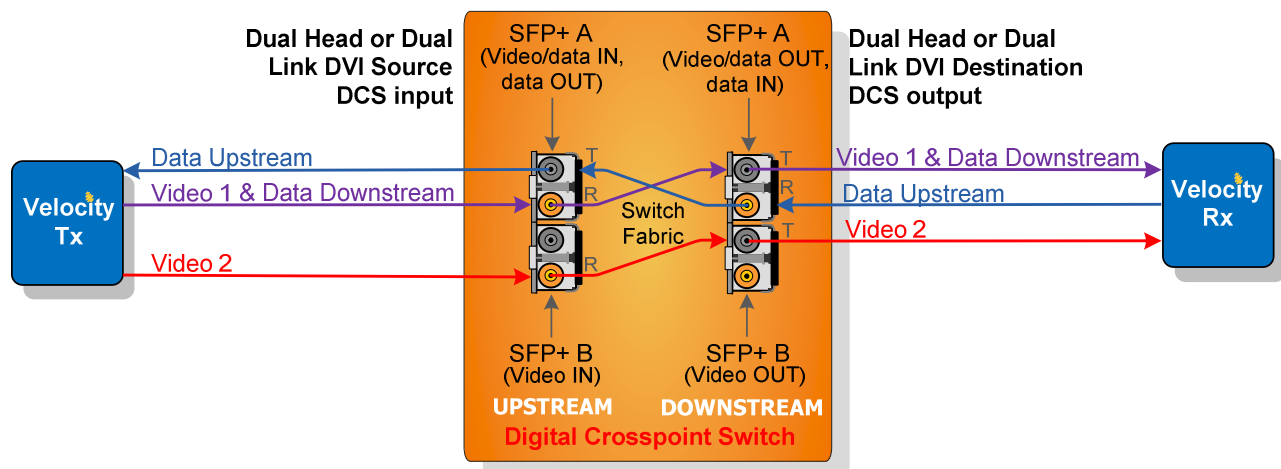 Dual Head or Dual
Link DVI Source
DCS input
SFP+ A
(Video/data IN,
data OUT)
SFP+ A
(Video/data OUT,
data IN)
Dual Head or Dual
Link DVI Destination
DCS output
Velocity
Tx
Data Upstream
Video 1 & Data Downstream
Video 2
T
R
R
Switch
Fabric
T
R
T
Video 1 & Data Downstream
Data Upstream
Video 2
Velocity
Rx
SFP+ B
(Video IN)
SFP+ B
(Video OUT)
UPSTREAM
DOWNSTREAM
Digital Crosspoint Switch